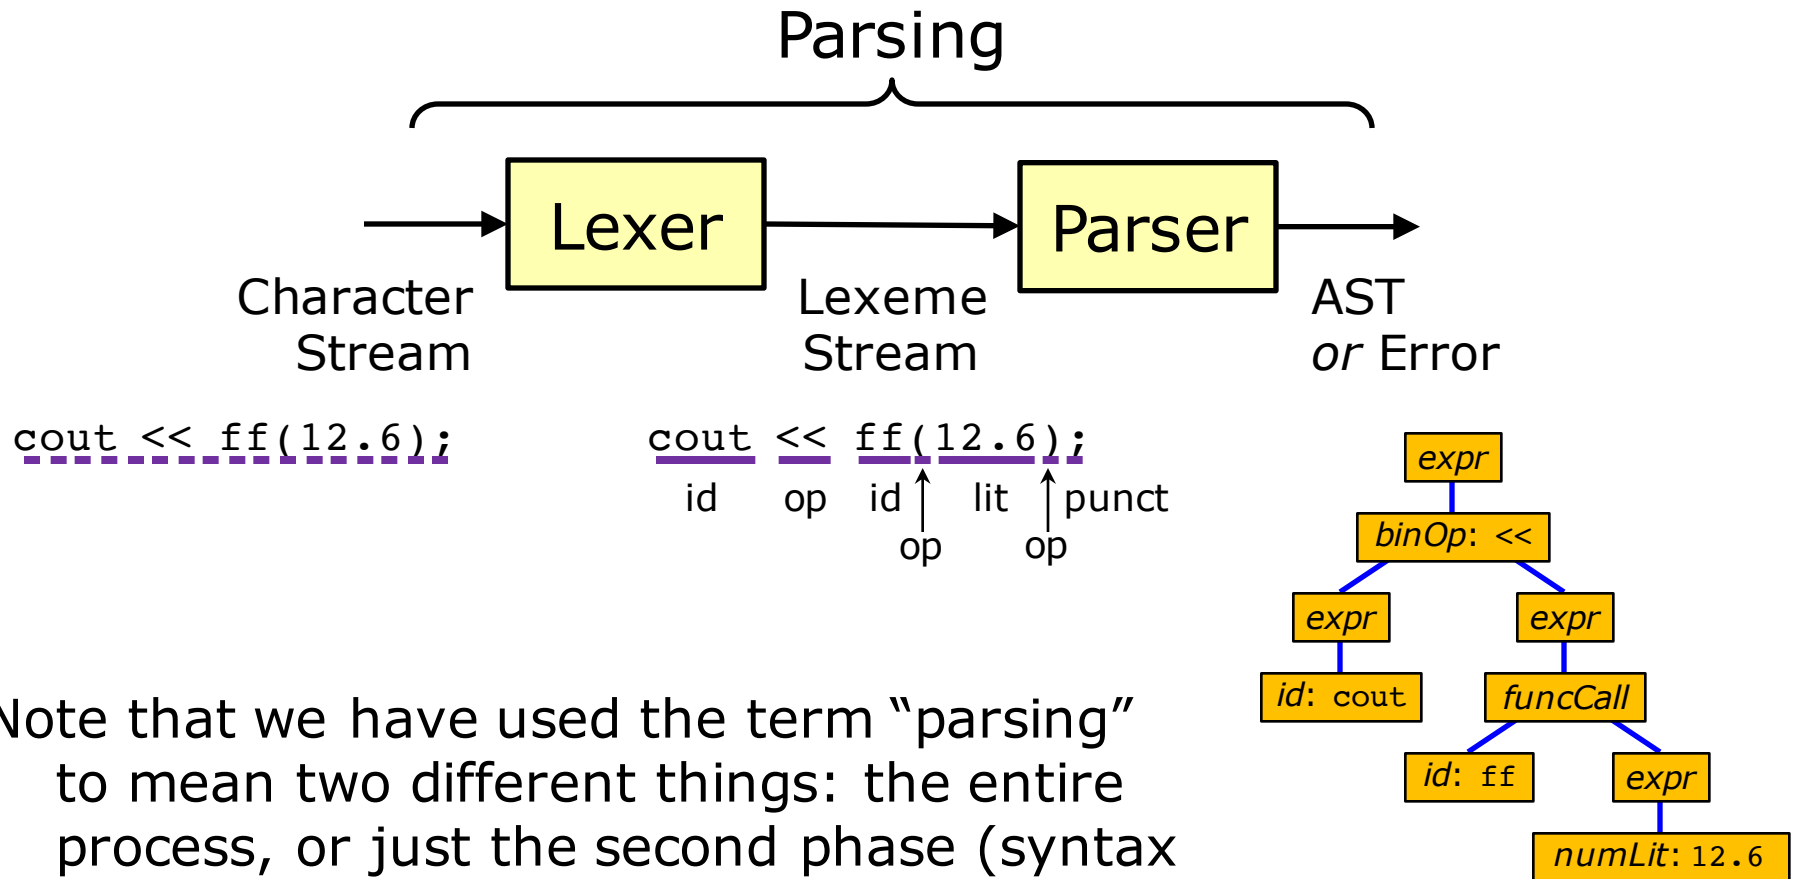 Parsing
Lexer
Parser
Character
Stream
Lexeme
Stream
AST
or Error
cout << ff(12.6);
cout << ff(12.6);
id op id lit punct
op op
expr
binOp: <<
expr expr
id: cout funcCall
id: ff expr
numLit: 12.6
Note that we have used the term “parsing”
to mean two different things: the entire
process, or just the second phase (syntax